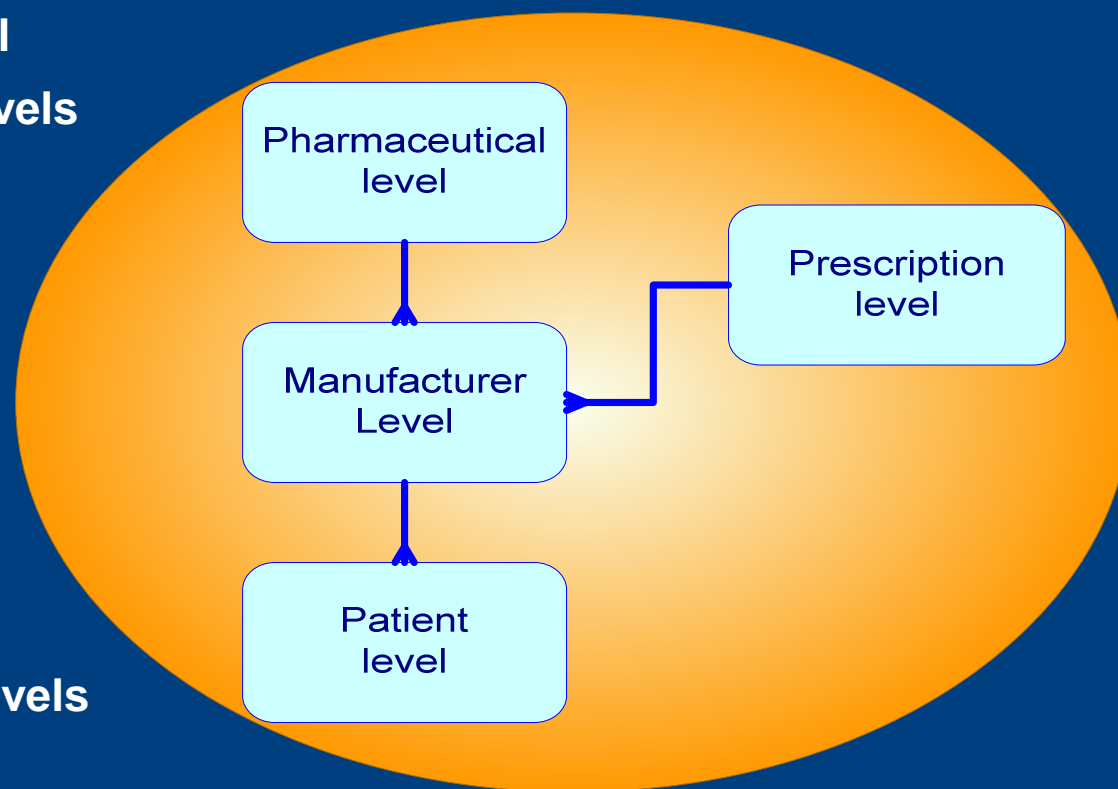 l
vels
Pharmaceutical
level
Prescription
level
Manufacturer
Level
Patient
level
vels